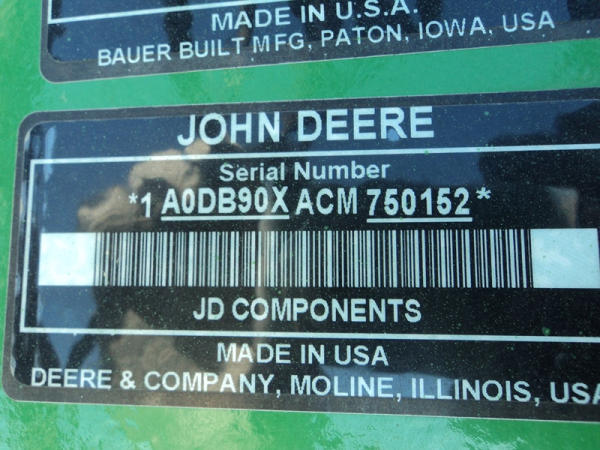 MADE IN U.S.A.
BAUER BUILT MFG, PATON, IOWA, USA
JOHN DEERE
Serial Number
*1 A0DB90X ACM 750152*
JD COMPONENTS
MADE IN USA
DEERE & COMPANY, MOLINE, ILLINOIS, USA